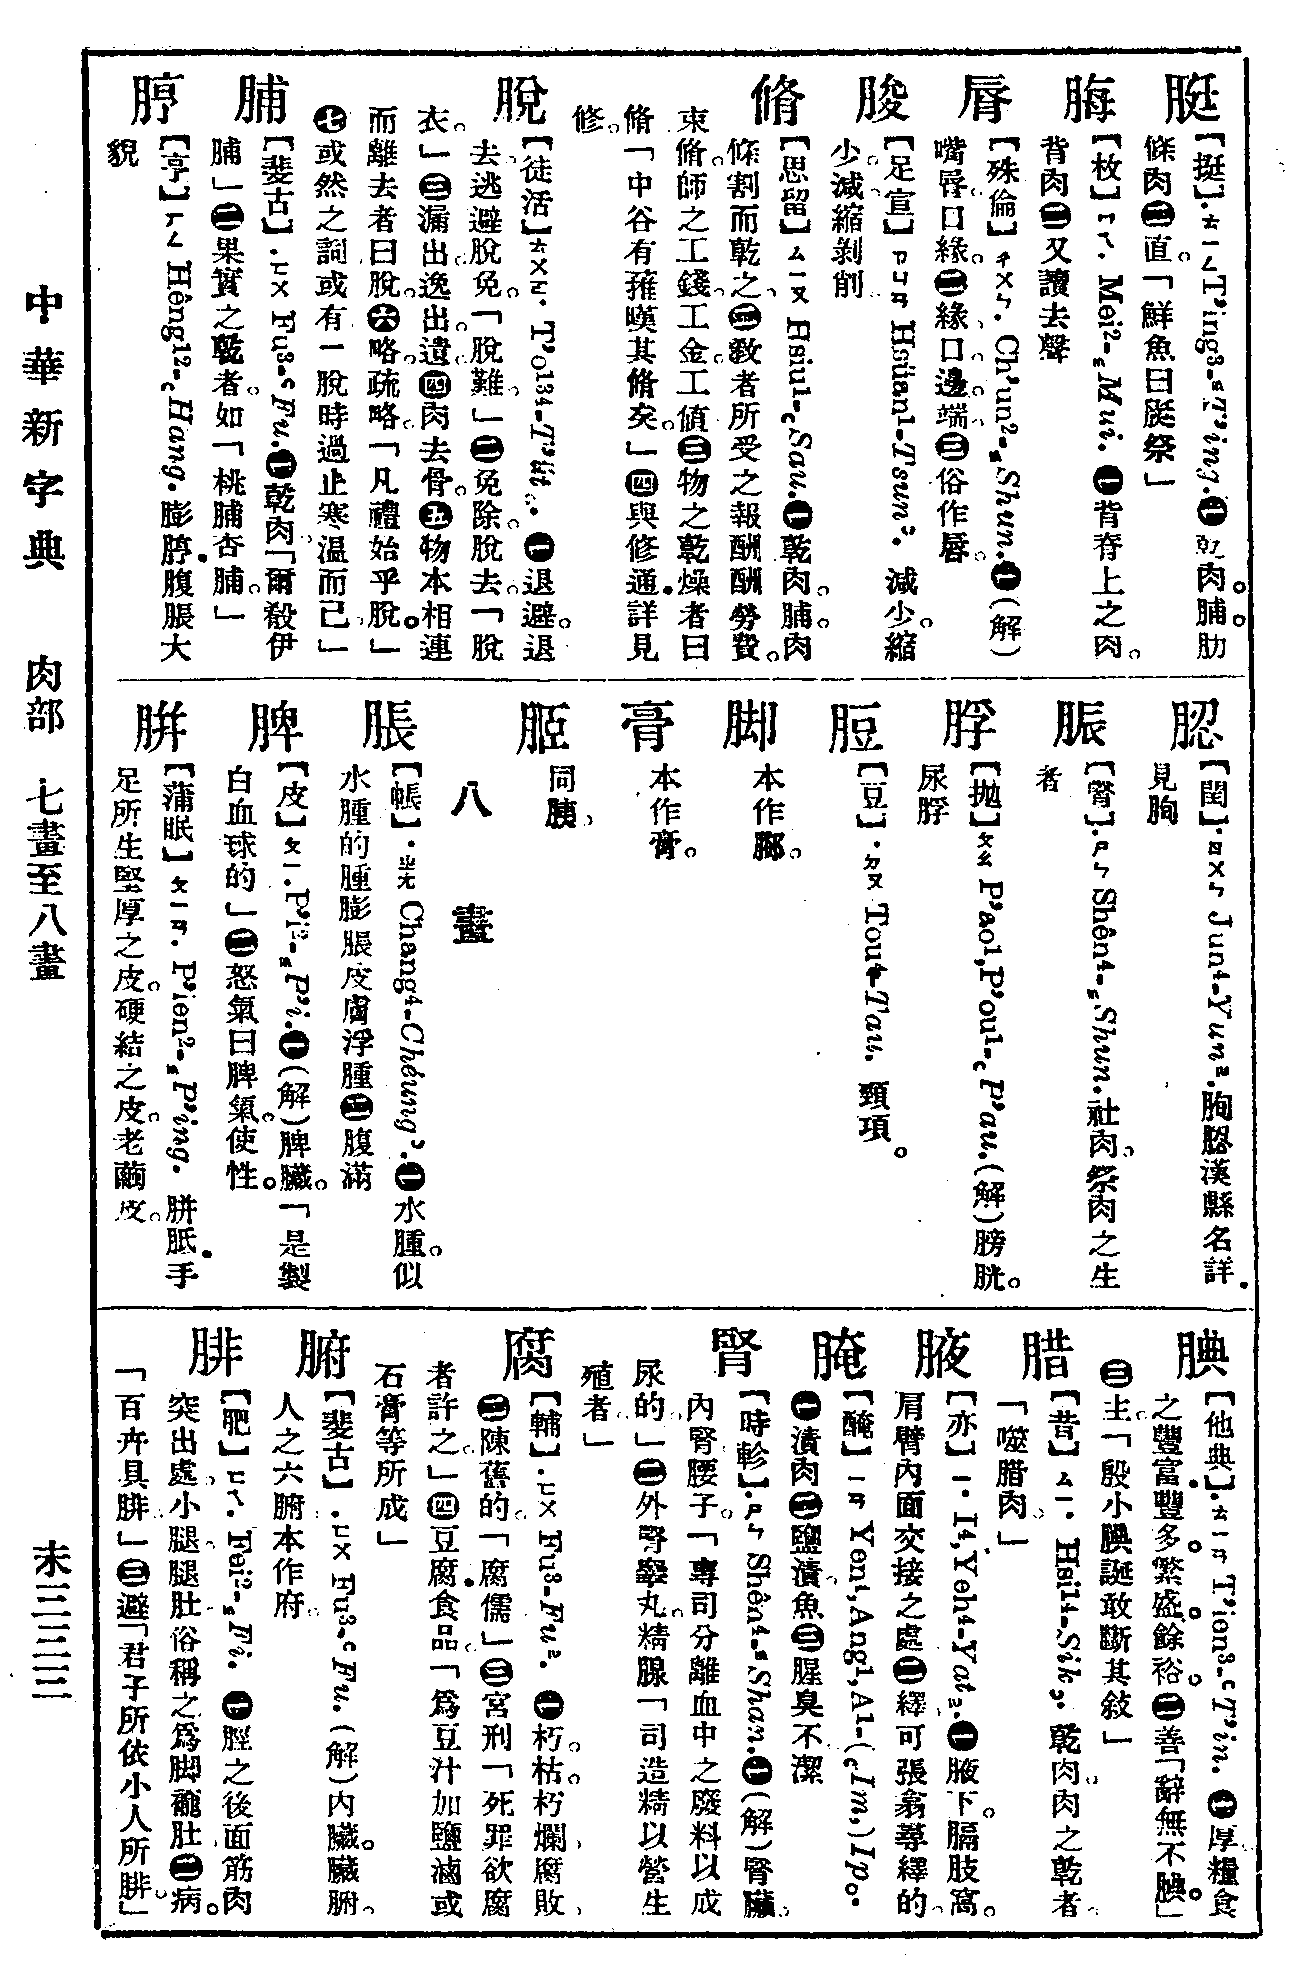 中華新字典　肉部　七畫至八畫　未三三三
脡
【挺】.ㄊㄧㄥT'ing³-T'ing.㊀乾肉。脯。肋
條肉㊁直。「鮮魚曰脡祭」
脢
【枚】ㄇㄟ. Mei²-Mui. ㊀背脊上之肉。
背肉㊁又讀去聲
脣
【殊倫】ㄔㄨㄣ. Ch'un²-Shun.㊀(解)
嘴脣。口緣。㊁緣。口。邊。端㊂俗作唇。
脧
【足宣】ㄗㄩㄢ Hsüan¹-Tsun³. 減少。縮
少。減縮剝削
脩
【思留】ㄙㄧㄡ Hsiu¹-Sau.㊀乾肉。脯。肉
條割而乾之。㊁教者所受之報酬酬勞費。
束脩。師之工錢。工金。工值㊂物之乾燥者曰
脩「中谷有蓷暵其脩矣。」㊃與修通詳見
修。
脫
【徒活】ㄊㄨㄛ. T'o¹³⁴-T'üt。. ㊀退避。退
去。逃避脫免。「脫難。」㊁免除。脫去。「脫
衣。」㊂漏出。逸出。遺。㊃肉去骨。㊄物本相連
而離去者曰脫。㊅略。疏略。「凡禮始乎脫。」
㊆或然之詞或有一脫時過止寒溫而己。」
脯
【斐古】.ㄈㄨ Fu³-Fu.㊀乾肉「爾殽伊
脯」㊁果實之乾者。如「桃脯杏脯。」
脝
【亨】ㄏㄥ Hêng¹²-Hang. 膨脝腹脹大
貌
䏰
【閏】.ㄖㄨㄣ Jun⁴-Yun². 朐䏰漢縣名詳
見朐
脤
【腎】.ㄕㄣ Shên⁴-Shun.社肉。祭肉之生
者
脬
【拋】ㄆㄠ P'ao¹, P'ou¹-P'au.(解)膀胱。
尿脬
脰
【豆】.ㄉㄡ Tou⁴-Tau. 頸項。
脚
本作腳。
膏
本作膏。
脜
同胰。
八　畫
脹
【帳】.ㄓㄤ Chang⁴-Chéung³.㊀水腫。似
水腫的腫膨脹皮膚浮腫㊁腹滿
脾
【皮】ㄆㄧ. P'i²-P'i.㊀(解)脾臟。「是製
白血球的」㊁怒氣曰脾氣。使性。
胼
【蒲眠】ㄆㄧㄢ. P'ien²-P'ing. 胼胝手
足所生堅厚之皮。硬結之皮。老繭皮。
腆
【他典】.ㄊㄧㄢ T'ien³-T'in. ㊀厚糧食
之豐富豐多繁盛餘裕㊁善「辭無不腆。」
㊂主「殷小腆誕敢斷其敍」
腊
【昔】ㄙㄧ. Hsi¹⁴-Sik,. 乾肉。肉之乾者
「噬腊肉。」
腋
【亦】ㄧ. I⁴,Yeh⁴-Yat₂.㊀腋下。膈肢窩。
肩臂內面交接之處㊁繹可張翕尋繹的
腌
【醃】ㄧㄢ Yen¹,Ang¹,A¹-(Im,)Ip。.
㊀漬肉㊁鹽漬魚㊂腥臭不潔
腎
【時軫】.ㄕㄣ Shên⁴-Shan.㊀(解)腎臟。
內腎腰子。「專司分離血中之廢料以成
尿的。」㊁外腎睾丸。精腺「司造精以營生
殖者」
腐
【輔】.ㄈㄨ Fu³-Fu². ㊀朽。枯。朽爛腐敗
㊁陳舊的。「腐儒」㊂宮刑「死罪欲腐
者許之。」㊃豆腐食品「爲豆汁加鹽滷或
石膏等所成」
腑
【斐古】.ㄈㄨ Fu³-Fu. (解)內臟。臟腑。
人之六腑本作府。
腓
【肥】ㄈㄟ. Fei²-Fi. ㊀脛之後面筋肉
突出處。小腿。腿肚俗稱之爲脚龍肚㊁病。
「百卉具腓。」㊂避「君子所依小人所腓。」